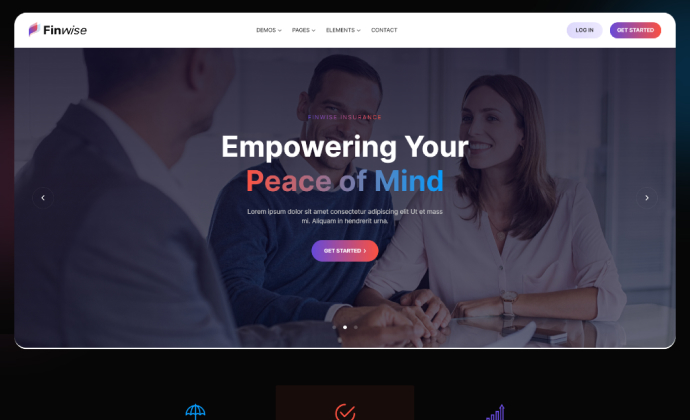 Finwise
DEMOS PAGES ELEMENTS CONTACT
LOG IN
GET STARTED
FINWISE INSURANCE
Empowering Your
Peace of Mind
Lorem ipsum dolor sit amet consectetur adipiscing elit Ut et mass
mi. Aliquam in hendrerit urna.
GET STARTED